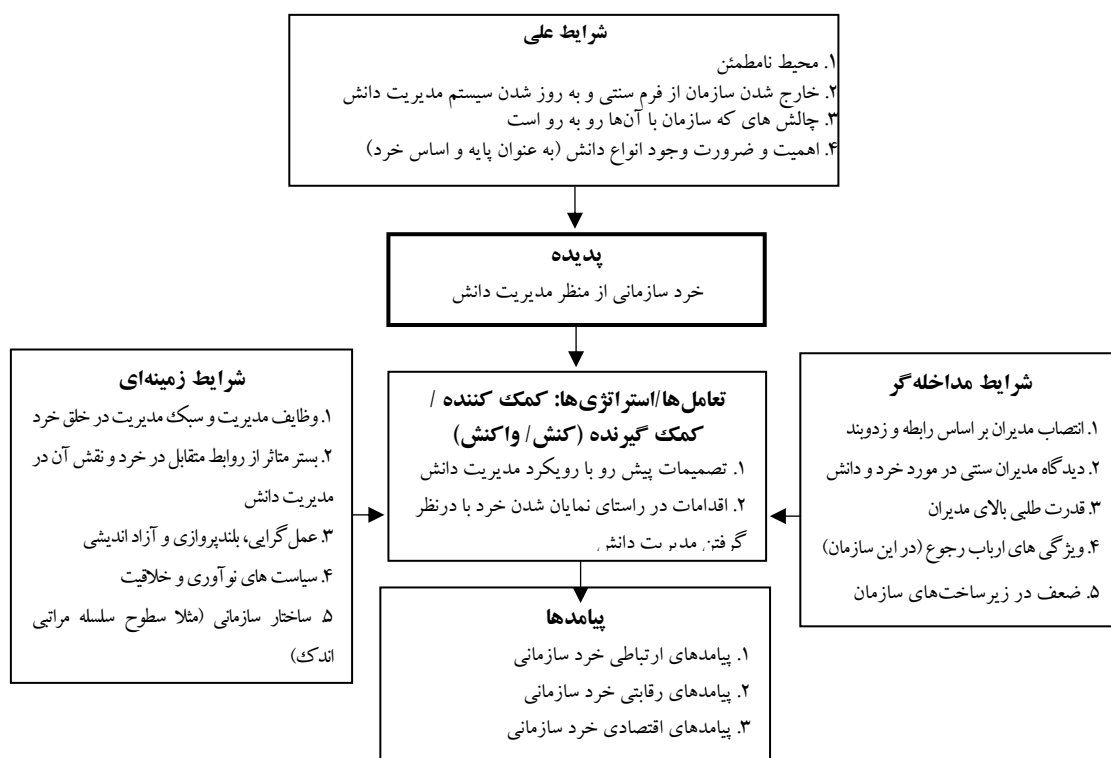 شرایط علی
۱. محیط نامطمئن
۲. خارج شدن سازمان از فرم سنتی و به روز شدن سیستم مدیریت دانش
۳. چالش های که سازمان با آن‌ها رو به رو است
۴. اهمیت و ضرورت وجود انواع دانش (به عنوان پایه و اساس خرد)
پدیده
خرد سازمانی از منظر مدیریت دانش
شرایط مداخله‌گر
۱. انتصاب مدیران بر اساس رابطه و زدوبند
۲. دیدگاه مدیران سنتی در مورد خرد و دانش
۳. قدرت طلبی بالای مدیران
۴. ویژگی های ارباب رجوع (در این سازمان)
۵. ضعف در زیرساخت‌های سازمان
تعامل‌ها/استراتژی‌ها: کمک کننده /
کمک گیرنده (کنش/ واکنش)
۱. تصمیمات پیش رو با رویکرد مدیریت دانش
۲. اقدامات در راستای نمایان شدن خرد با درنظر
گرفتن مدیریت دانش
شرایط زمینه‌ای
۱. وظایف مدیریت و سبک مدیریت در خلق خرد
۲. بستر متاثر از روابط متقابل در خرد و نقش آن در
مدیریت دانش
۳. عمل‌گرایی، بلندپروازی و آزاد اندیشی
۴. سیاست های نوآوری و خلاقیت
۵. ساختار سازمانی (مثلا سطوح سلسله مراتبی
اندک)
پیامدها
۱. پیامدهای ارتباطی خرد سازمانی
۲. پیامدهای رقابتی خرد سازمانی
۳. پیامدهای اقتصادی خرد سازمانی